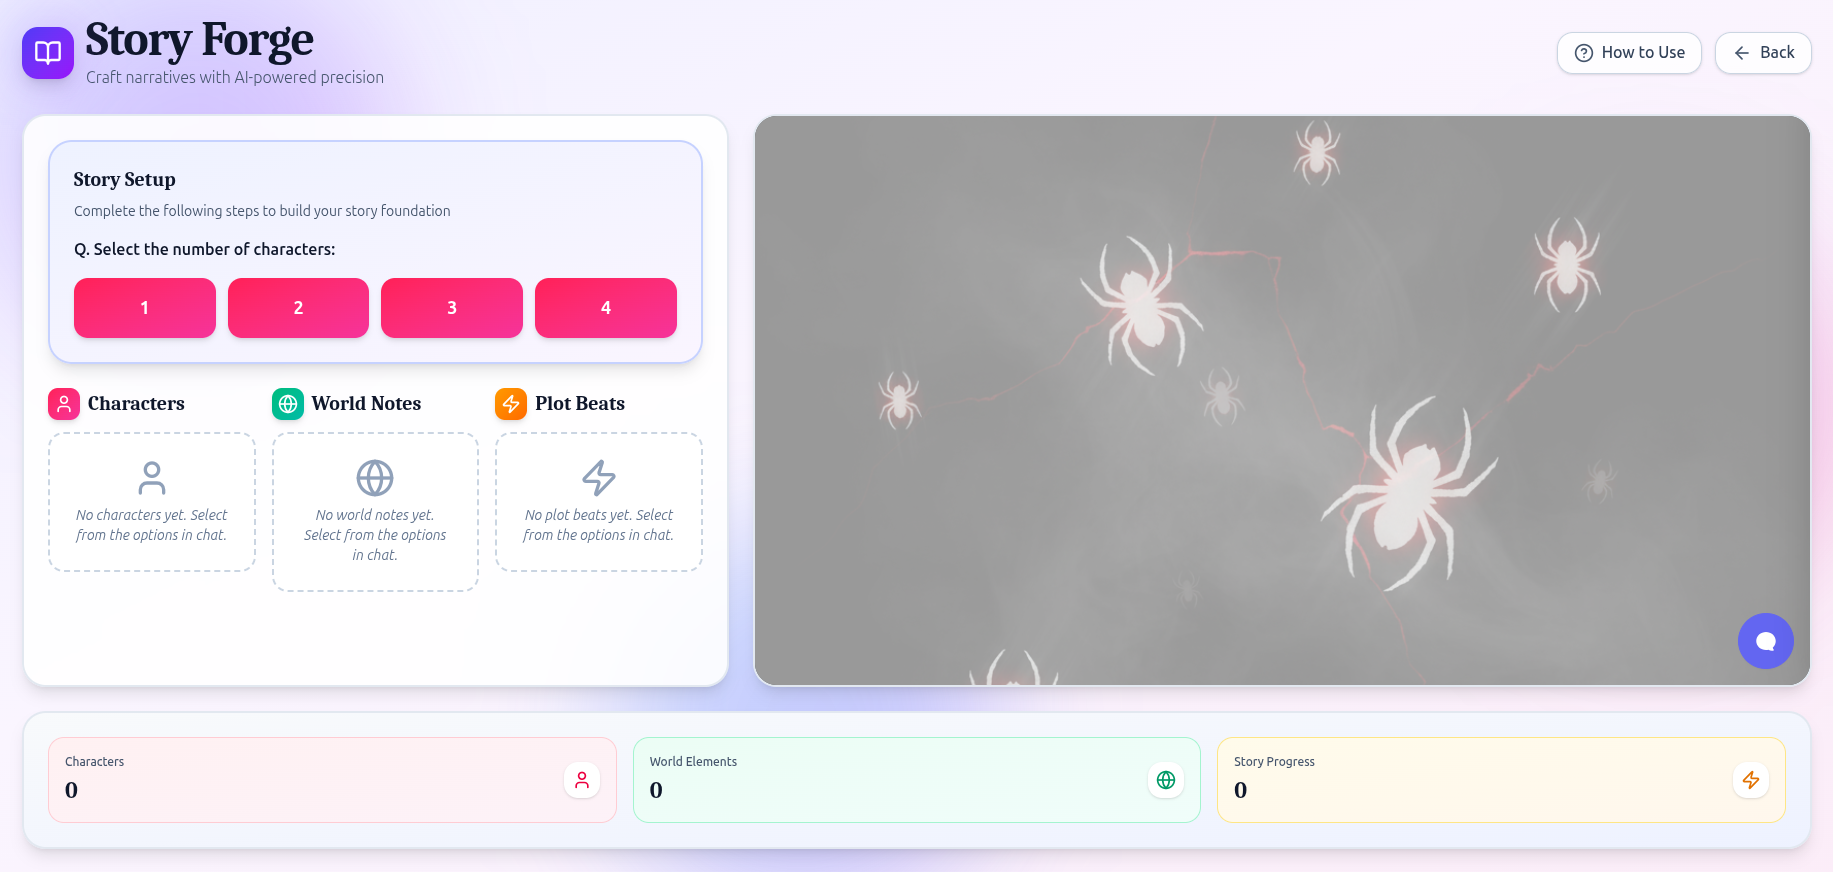 Story Forge
Craft narratives with AI-powered precision
How to Use
Back
Story Setup
Complete the following steps to build your story foundation
Q. Select the number of characters:
1
2
3
4
Characters
World Notes
Plot Beats
No characters yet. Select
from the options in chat.
No world notes yet.
Select from the options
in chat.
No plot beats yet. Select
from the options in chat.
Characters
0
World Elements
0
Story Progress
0